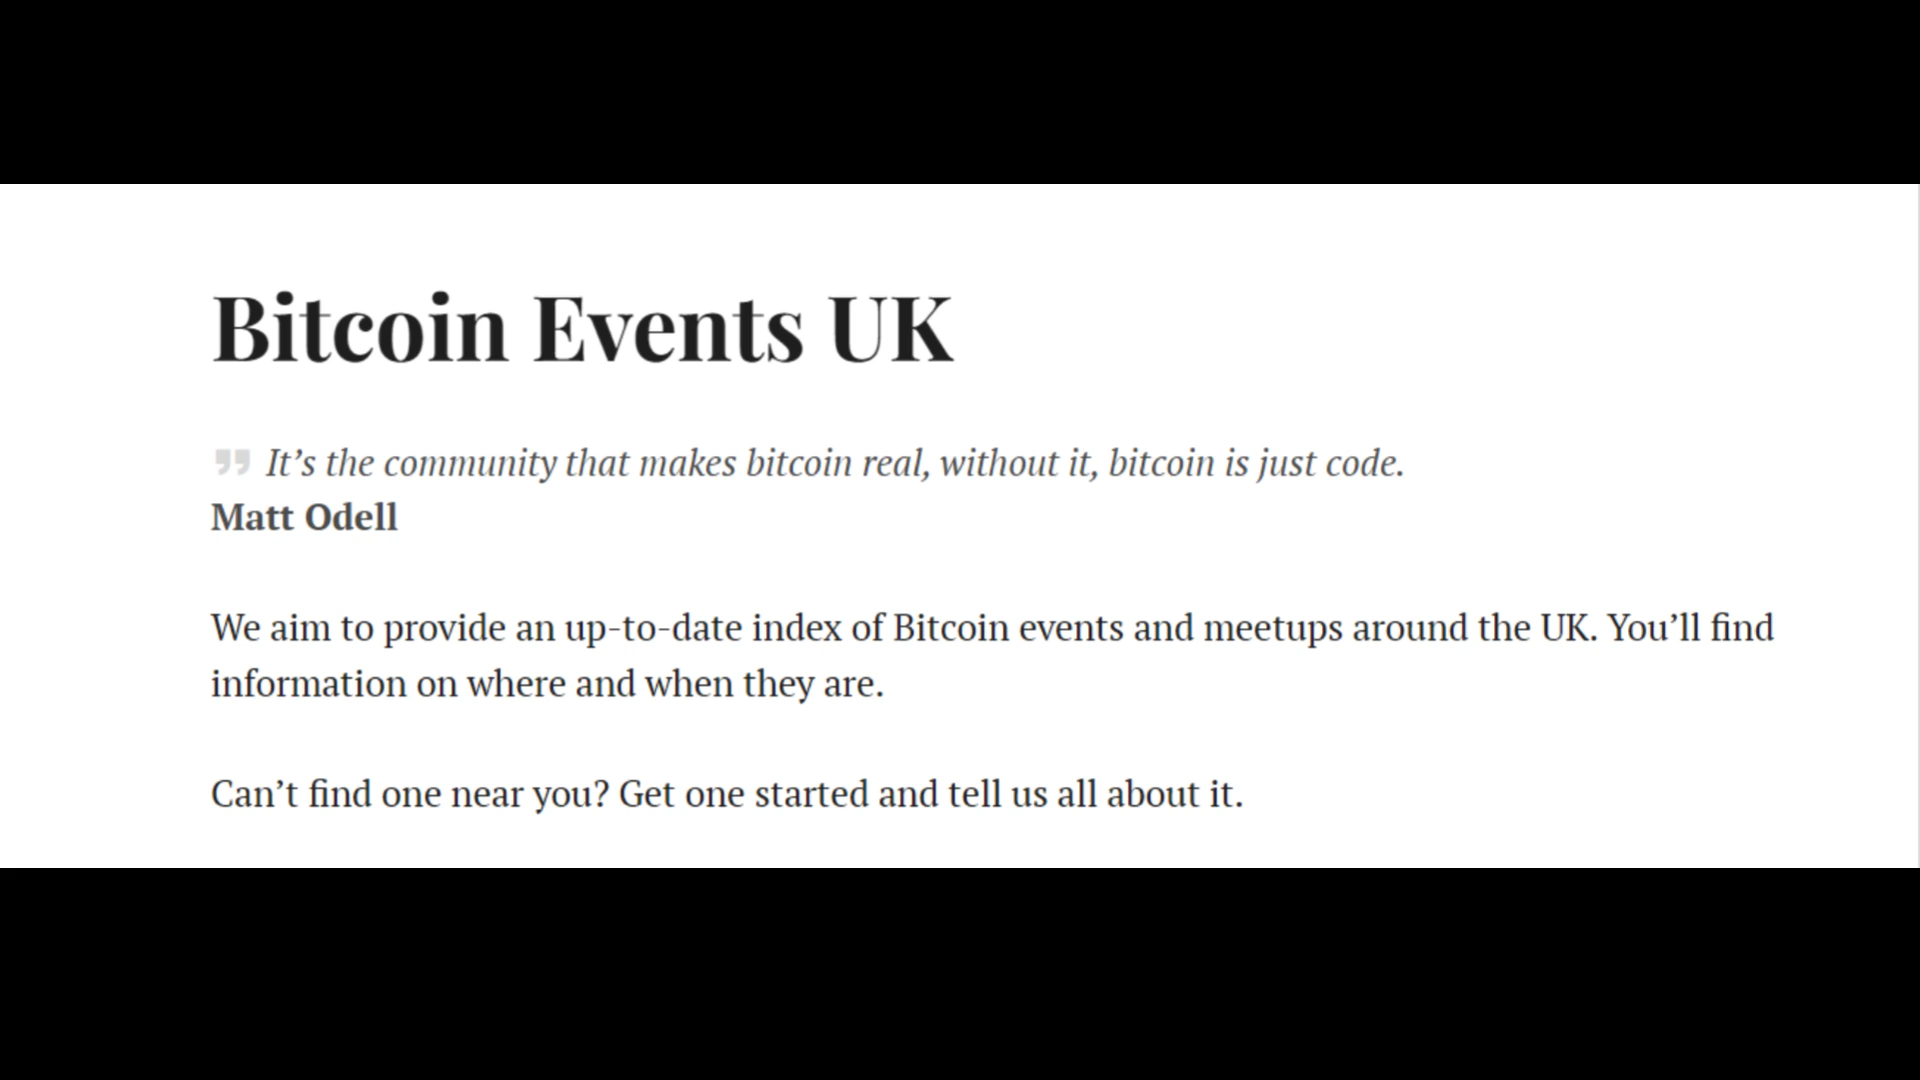 Bitcoin Events UK
It’s the community that makes bitcoin real, without it, bitcoin is just code.
Matt Odell
We aim to provide an up-to-date index of Bitcoin events and meetups around the UK. You’ll find
information on where and when they are.
Can’t find one near you? Get one started and tell us all about it.